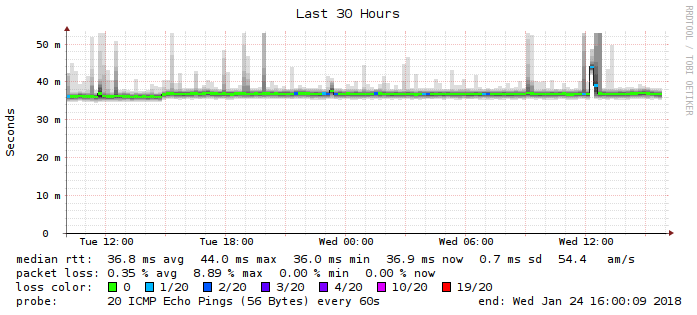 Last 30 Hours
RRDTOOL / TOBI OETIKER
Seconds
50 m
40 m
30 m
20 m
10 m
0
Tue 12:00 Tue 18:00 Wed 00:00 Wed 06:00 Wed 12:00
median rtt: 36.8 ms avg 44.0 ms max 36.0 ms min 36.9 ms now 0.7 ms sd 54.4 am/s
packet loss: 0.35 % avg 8.89 % max 0.00 % min 0.00 % now
loss color: 0 1/20 2/20 3/20 4/20 10/20 19/20
probe: 20 ICMP Echo Pings (56 Bytes) every 60s end: Wed Jan 24 16:00:09 2018